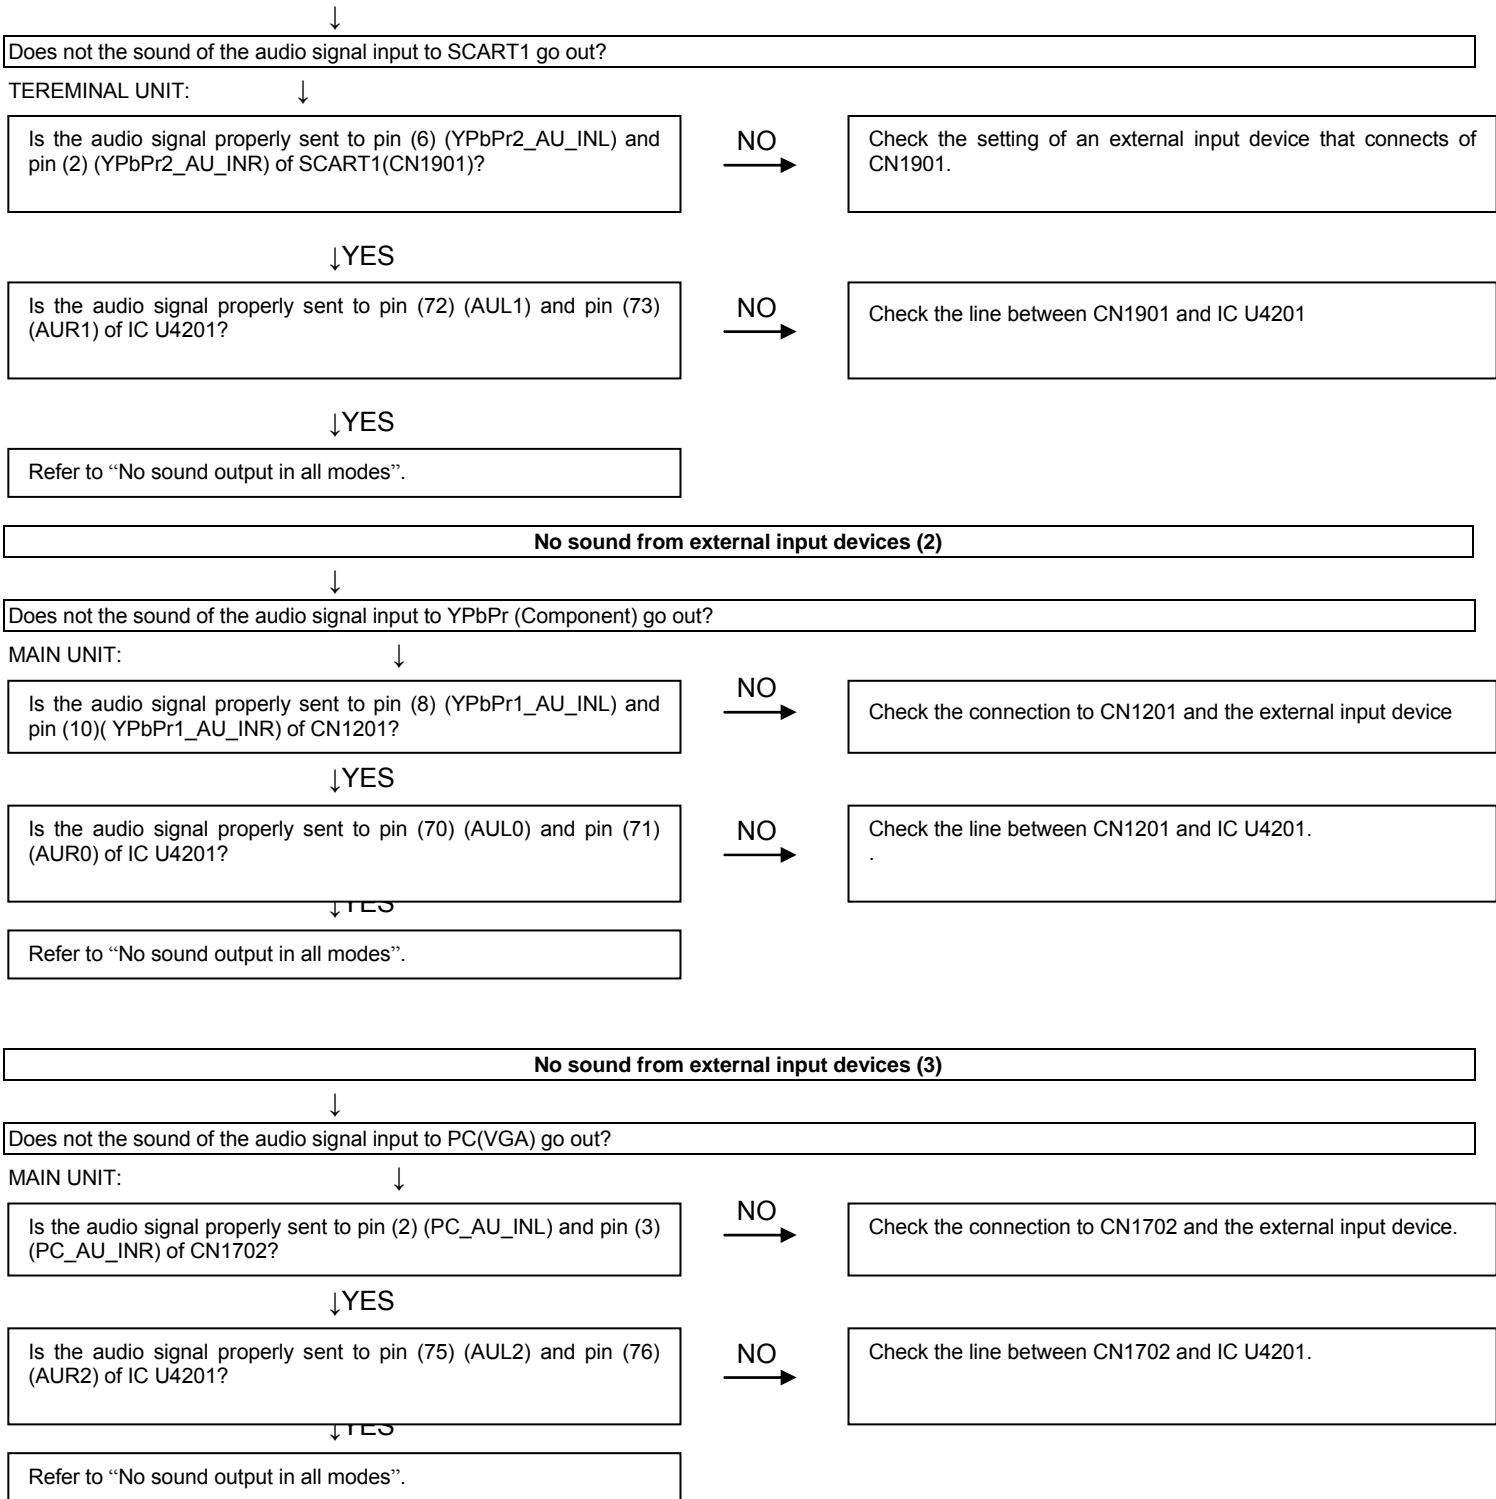 ↓
Does not the sound of the audio signal input to SCART1 go out?
TEREMINAL UNIT: ↓
Is the audio signal properly sent to pin (6) (YPbPr2_AU_INL) and
pin (2) (YPbPr2_AU_INR) of SCART1(CN1901)?
NO
Check the setting of an external input device that connects of
CN1901.
↓YES
Is the audio signal properly sent to pin (72) (AUL1) and pin (73)
(AUR1) of IC U4201?
NO
Check the line between CN1901 and IC U4201
↓YES
Refer to “No sound output in all modes”.
No sound from external input devices (2)
↓
Does not the sound of the audio signal input to YPbPr (Component) go out?
MAIN UNIT: ↓
Is the audio signal properly sent to pin (8) (YPbPr1_AU_INL) and
pin (10)( YPbPr1_AU_INR) of CN1201?
NO
Check the connection to CN1201 and the external input device
↓YES
Is the audio signal properly sent to pin (70) (AUL0) and pin (71)
(AUR0) of IC U4201?
NO
Check the line between CN1201 and IC U4201.
.
↓YES
Refer to “No sound output in all modes”.
No sound from external input devices (3)
↓
Does not the sound of the audio signal input to PC(VGA) go out?
MAIN UNIT: ↓
Is the audio signal properly sent to pin (2) (PC_AU_INL) and pin (3)
(PC_AU_INR) of CN1702?
NO
Check the connection to CN1702 and the external input device.
↓YES
Is the audio signal properly sent to pin (75) (AUL2) and pin (76)
(AUR2) of IC U4201?
NO
Check the line between CN1702 and IC U4201.
↓YES
Refer to “No sound output in all modes”.